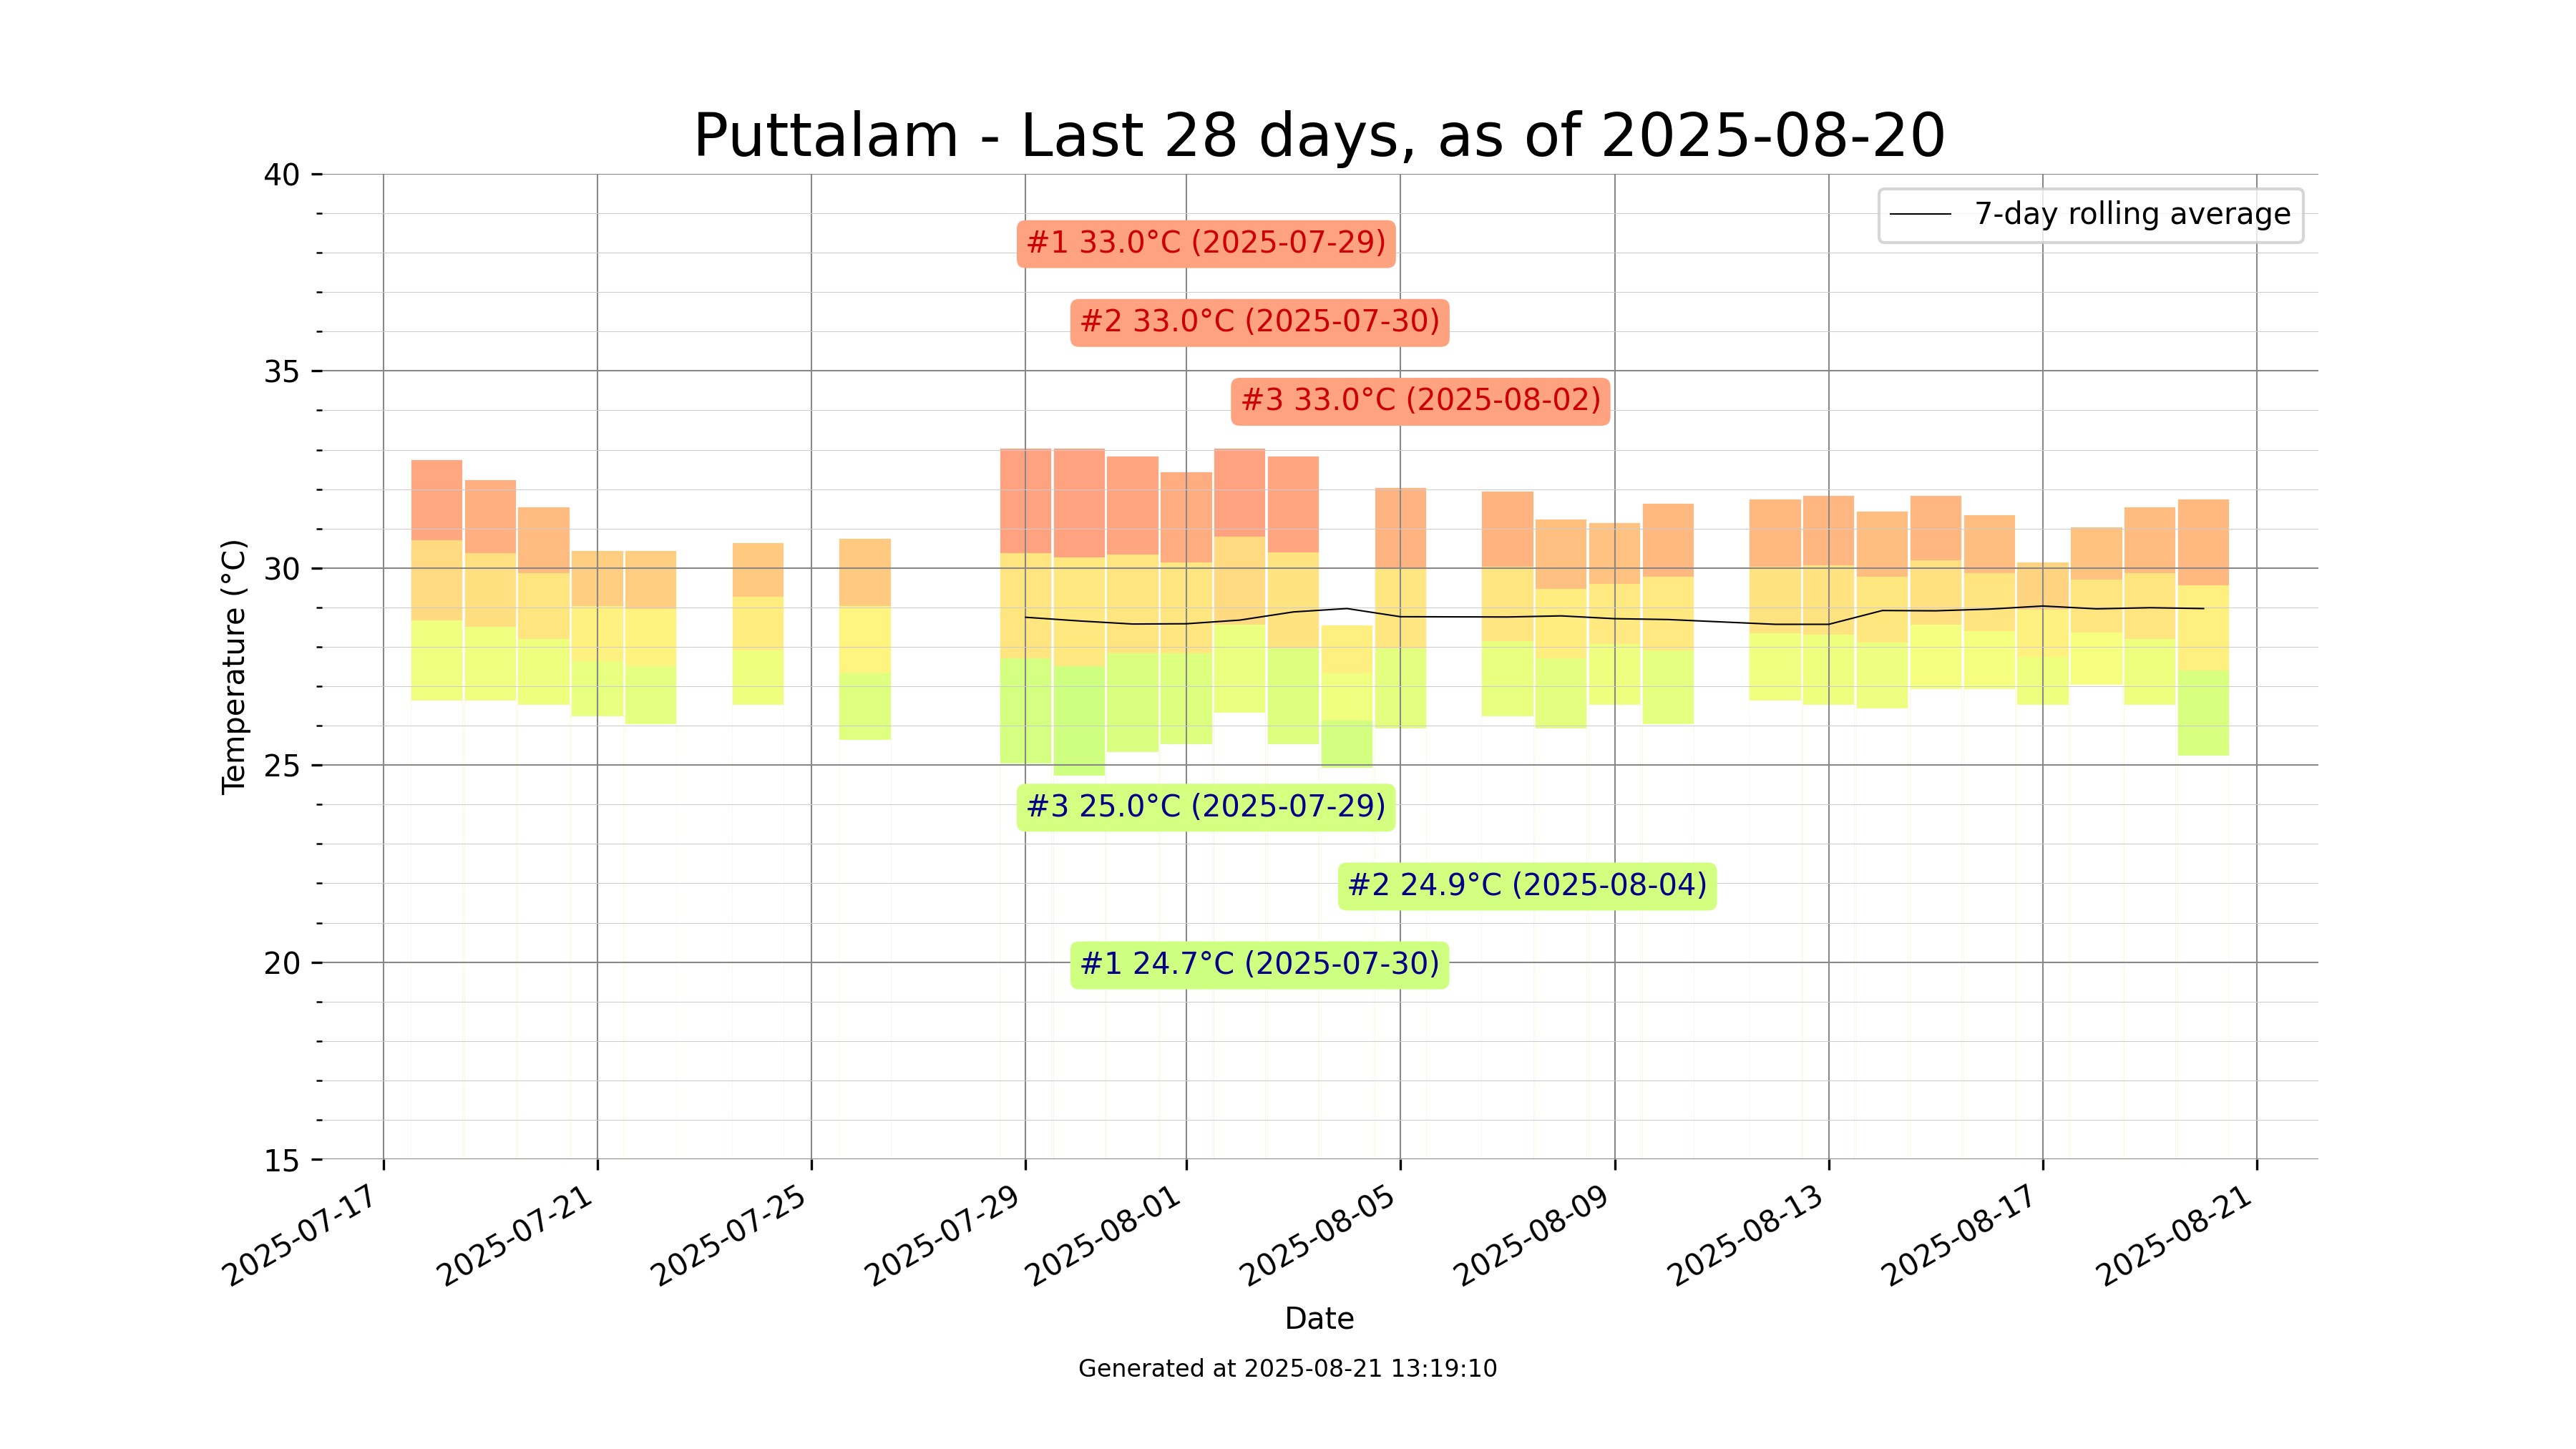 Puttalam - Last 28 days, as of 2025-08-20
7-day rolling average
#1 33.0°C (2025-07-29)
#2 33.0°C (2025-07-30)
#3 33.0°C (2025-08-02)
#3 25.0°C (2025-07-29)
#2 24.9°C (2025-08-04)
#1 24.7°C (2025-07-30)
Temperature (°C)
40
35
30
25
20
15
2025-07-17
2025-07-21
2025-07-25
2025-07-29
2025-08-01
2025-08-05
2025-08-09
2025-08-13
2025-08-17
2025-08-21
Date
Generated at 2025-08-21 13:19:10